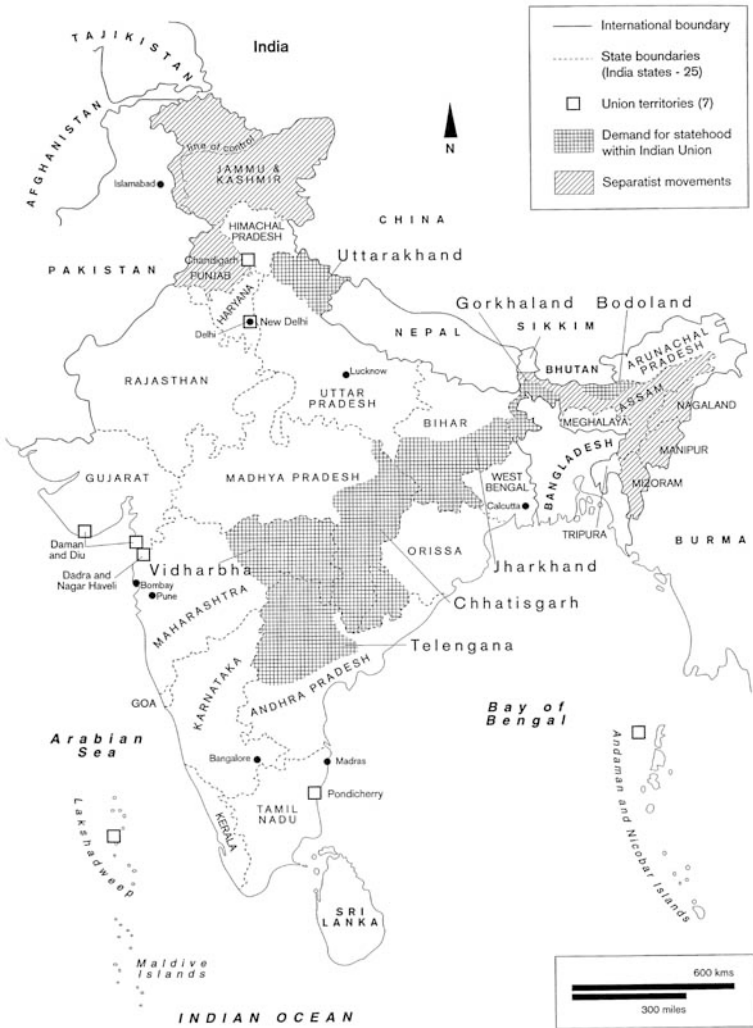 India
International boundary
State boundaries
(India states - 25)
Union territories (7)
Demand for statehood
within Indian Union
Separatist movements
N
TAJIKISTAN
AFGHANISTAN
line of control
Islamabad
JAMMU &
KASHMIR
CHINA
HIMACHAL
PRADESH
PAKISTAN
Chandigarh
PUNJAB
Uttarakhand
HARYANA
Delhi
New Delhi
Gorkhaland
Bodoland
NEPAL
SIKKIM
BHUTAN
ARUNACHAL
PRADESH
RAJASTHAN
Lucknow
UTTAR
PRADESH
ASSAM
NAGALAND
MEGHALAYA
BIHAR
BANGLADESH
MANIPUR
GUJARAT
MADHYA PRADESH
WEST
BENGAL
MIZORAM
Calcutta
TRIPURA
BURMA
Daman
and Diu
Dadra and
Nagar Haveli
Vidharbha
ORISSA
Jharkhand
Bombay
Pune
Chhatisgarh
MAHARASHTRA
Telengana
KARNATAKA
ANDHRA PRADESH
GOA
Bay of
Bengal
Arabian
Sea
Bangalore
Madras
Andaman and Nicobar Islands
Lakshadweep
Pondicherry
TAMIL
NADU
KERALA
SRI
LANKA
Maldive
Islands
INDIAN OCEAN
600 kms
300 miles